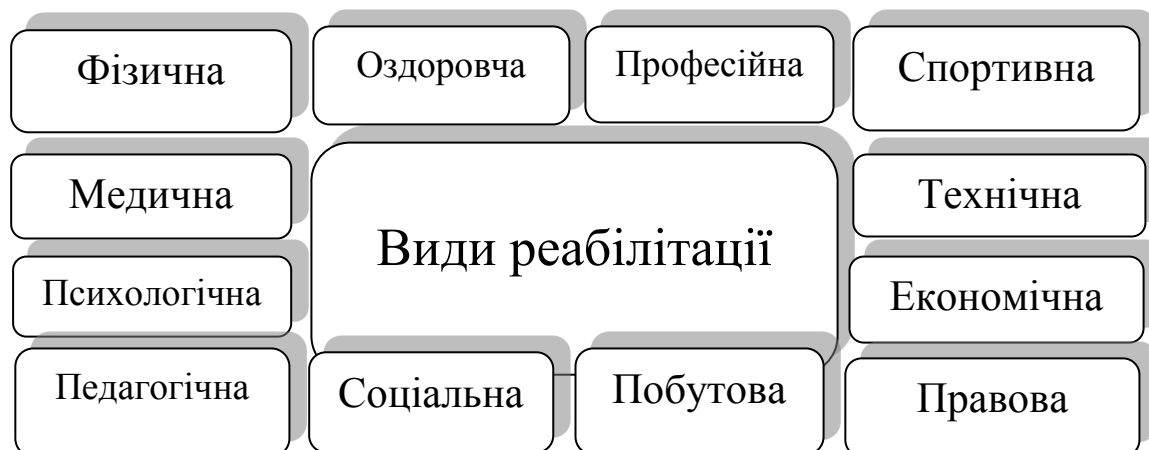 Фізична
Оздоровча
Професійна
Спортивна
Медична
Технічна
Види реабілітації
Психологічна
Економічна
Педагогічна
Соціальна
Побутова
Правова